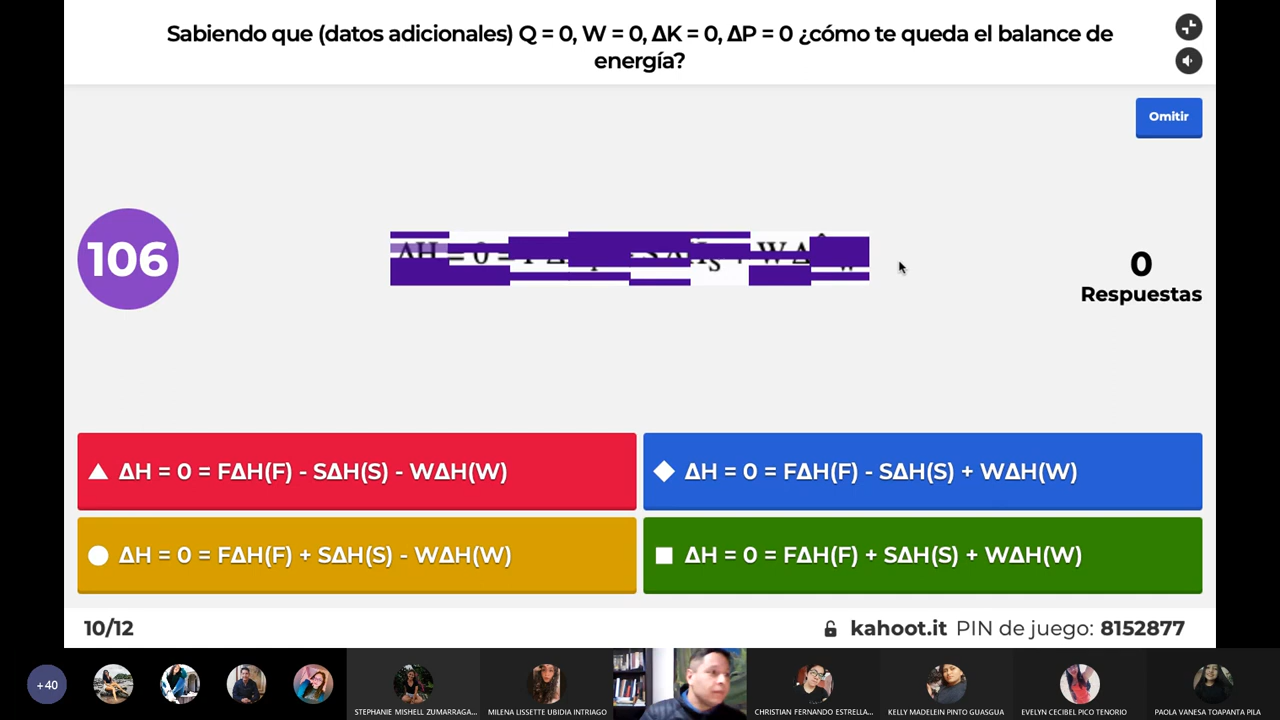 Sabiendo que (datos adicionales) Q = 0, W = 0, ΔK = 0, ΔP = 0 ¿cómo te queda el balance de
energía?
Omitir
106
0
Respuestas
ΔH = 0 = FΔH(F) - SΔH(S) - WΔH(W)
ΔH = 0 = FΔH(F) - SΔH(S) + WΔH(W)
ΔH = 0 = FΔH(F) + SΔH(S) - WΔH(W)
ΔH = 0 = FΔH(F) + SΔH(S) + WΔH(W)
10/12
kahoot.it PIN de juego: 8152877
+40
STEPHANIE MISHELL ZUMARRAGA...
MILENA LISSETTE UBIDIA INTRIAGO
CHRISTIAN FERNANDO ESTRELLA...
KELLY MADELEIN PINTO GUASGUA
EVELYN CECIBEL PICO TENORIO
PAOLA VANESA TOAPANTA PILA